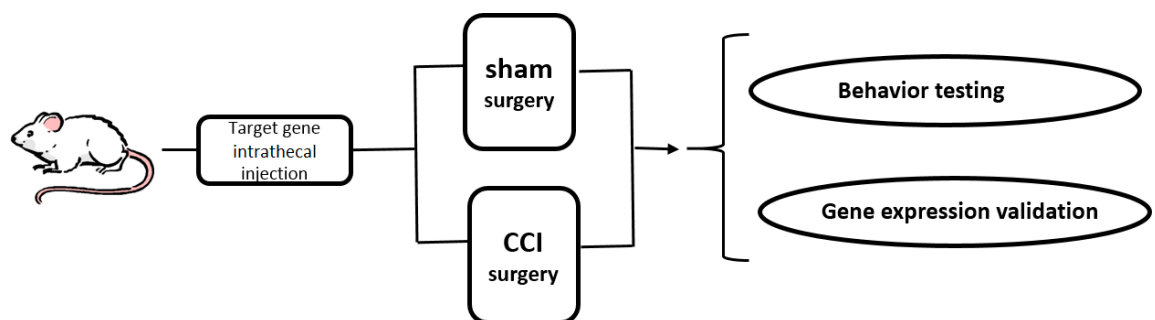 Target gene
intrathecal
injection
sham
surgery
CCI
surgery
Behavior testing
Gene expression validation